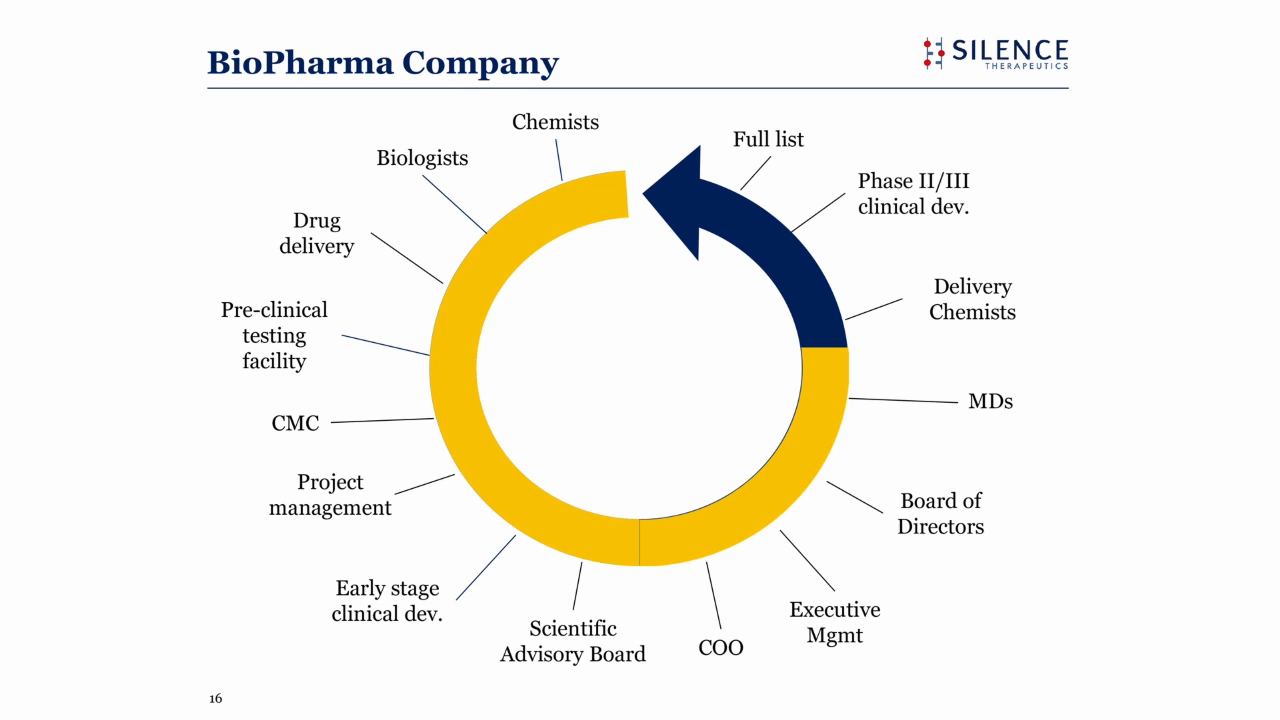 BioPharma Company
SILENCE
THERAPEUTICS
Chemists
Full list
Biologists
Phase II/III
clinical dev.
Drug
delivery
Delivery
Chemists
Pre-clinical
testing
facility
MDs
CMC
Project
management
Board of
Directors
Early stage
clinical dev.
Executive
Mgmt
Scientific
Advisory Board
COO
16